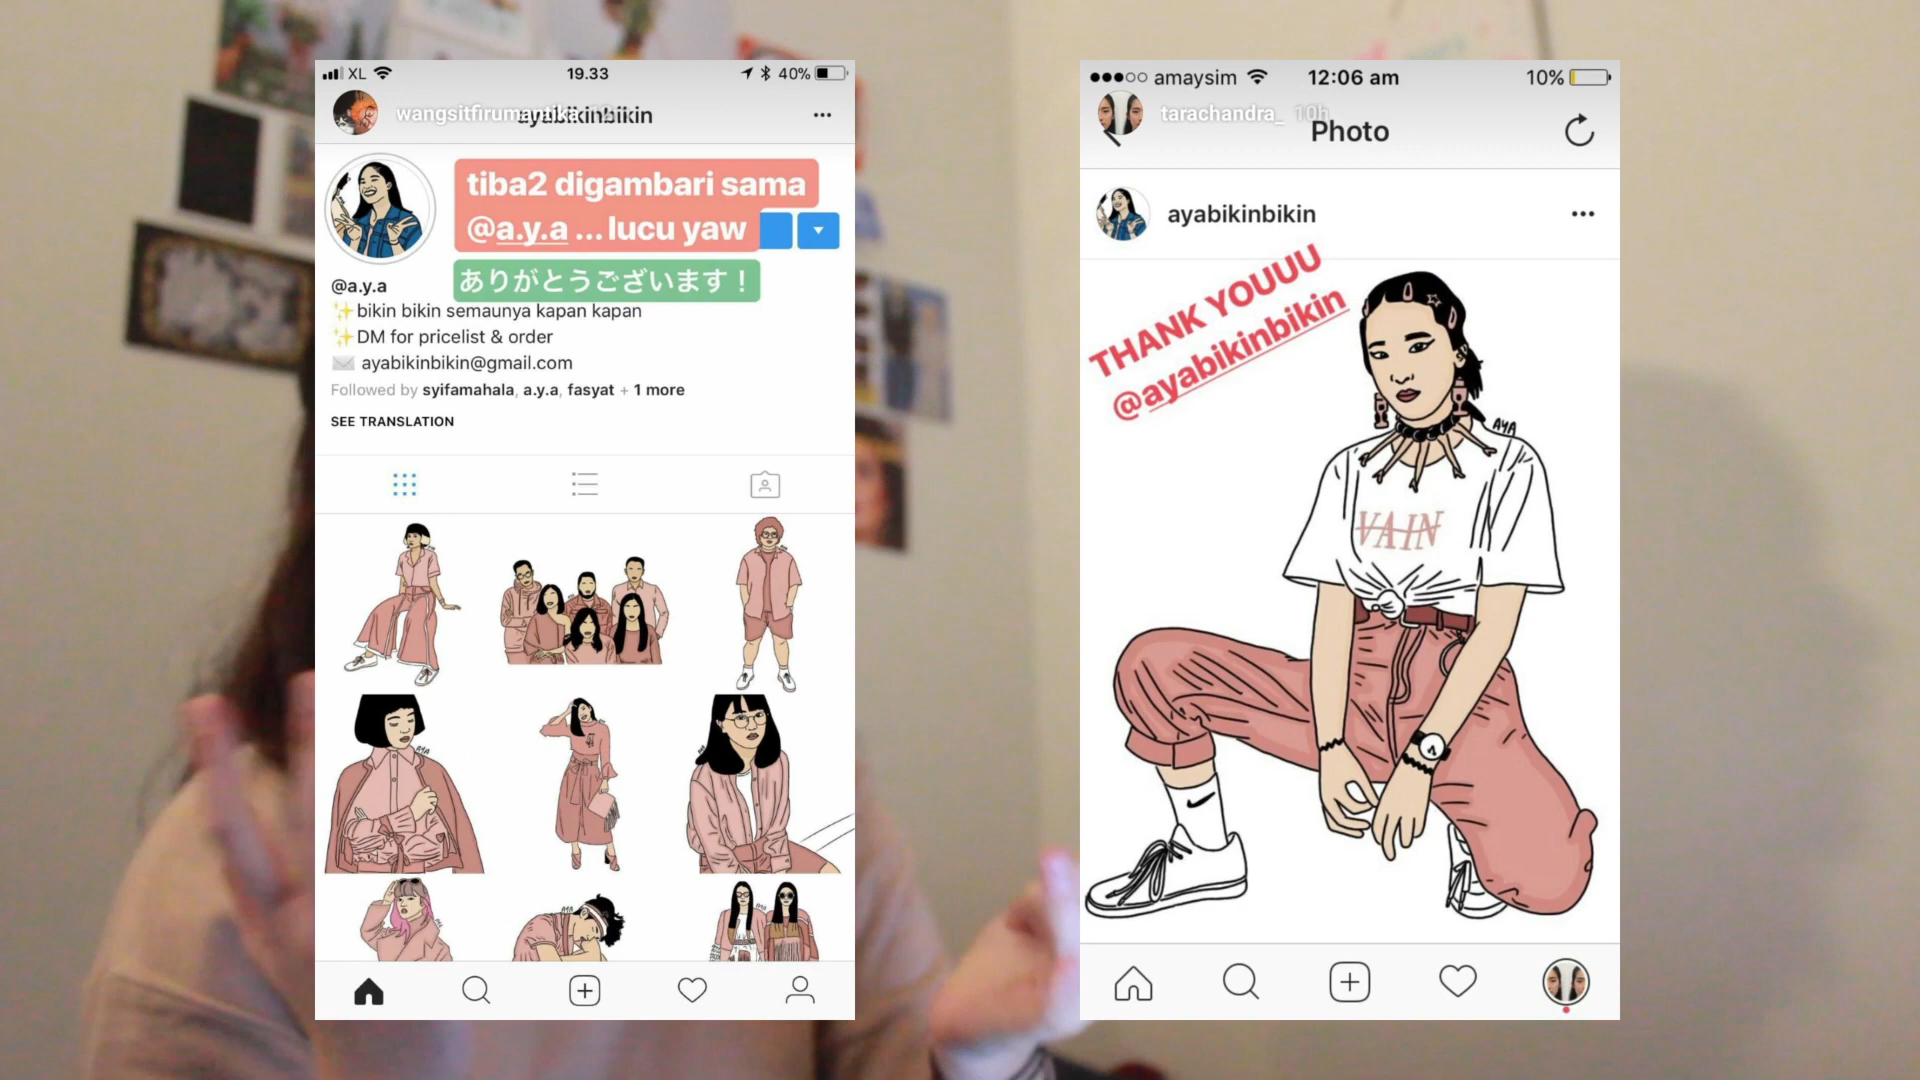 XL
19.33
40%
wangsitfirumantika
ayabikinbikin
tiba2 digambari sama
@a.y.a ... lucu yaw
ありがとうございます！
@a.y.a
✨bikin bikin semaunya kapan kapan
✨DM for pricelist & order
ayabikinbikin@gmail.com
Followed by syifamahala, a.y.a, fasyat + 1 more
SEE TRANSLATION
amaysim
12:06 am
10%
tarachandra_ 10h
Photo
ayabikinbikin
THANK YOUUU
@ayabikinbikin
AYA
VAIN